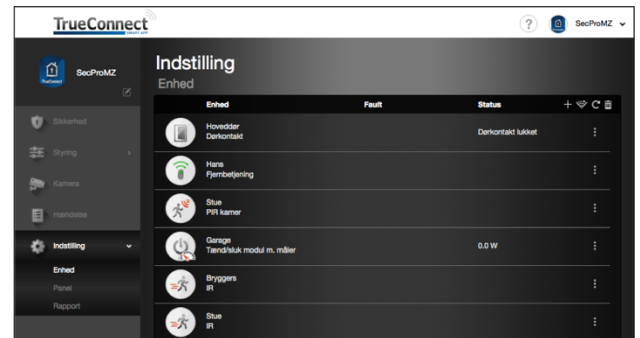 TrueConnect
SMART APP
? SecProMZ
SecProMZ
Indstilling
Enhed
Enhed Fault Status
Sikkerhed
Styring
Kamera
Hændelse
Indstilling
Enhed
Panel
Rapport
Hoveddør
Dørkontakt Dørkontakt lukket
Hans
Fjernbetjening
Stue
PIR kamer
Garage
Tænd/sluk modul m. måler 0.0 W
Bryggers
IR
Stue
IR